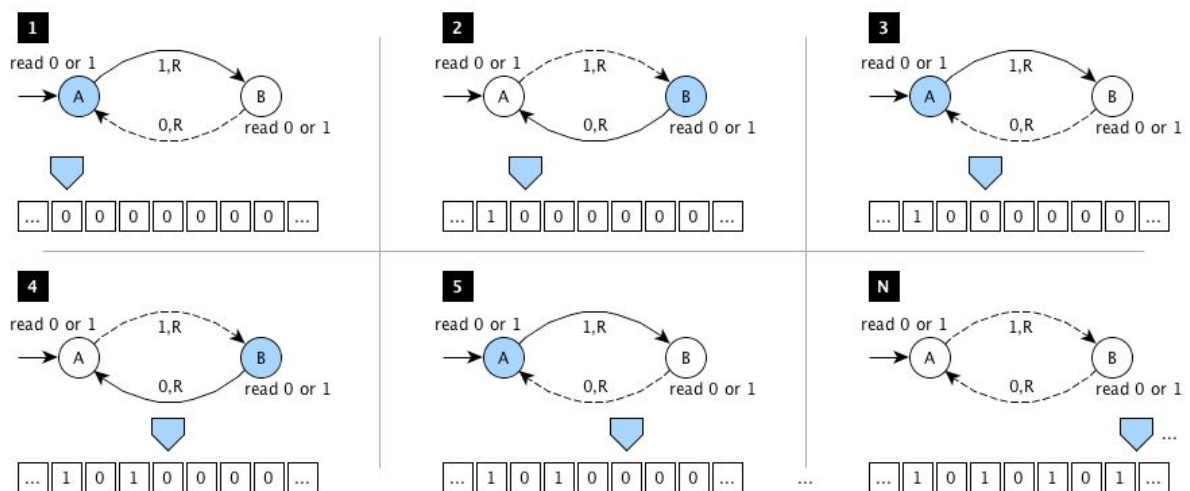 1
read 0 or 1
1,R
A
B
0,R
read 0 or 1
... 0 0 0 0 0 0 0 ...
2
read 0 or 1
1,R
A
B
0,R
read 0 or 1
... 1 0 0 0 0 0 0 ...
3
read 0 or 1
1,R
A
B
0,R
read 0 or 1
... 1 0 0 0 0 0 0 ...
4
read 0 or 1
1,R
A
B
0,R
read 0 or 1
... 1 0 1 0 0 0 0 ...
5
read 0 or 1
1,R
A
B
0,R
read 0 or 1
... 1 0 1 0 0 0 0 ...
...
N
read 0 or 1
1,R
A
B
0,R
read 0 or 1
...
... 1 0 1 0 1 0 1 ...